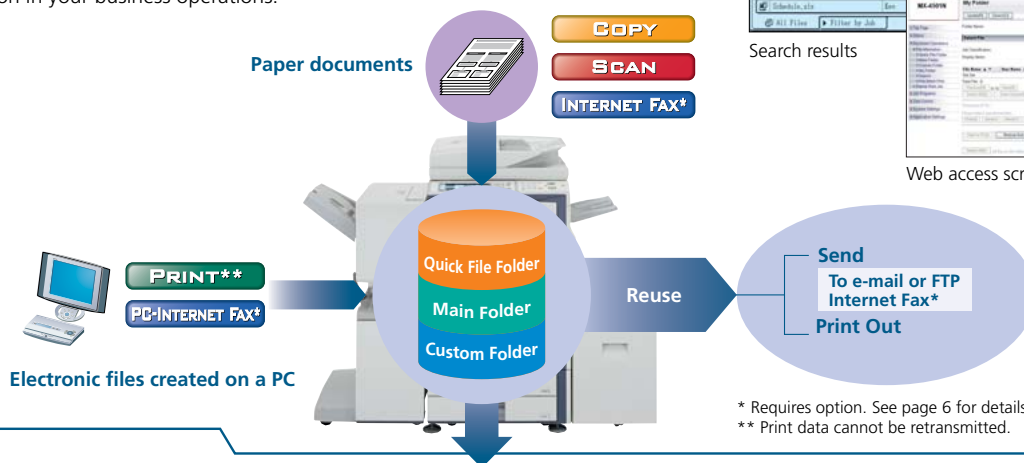 on in your business operations.
Schedule.xls
All Files
Filter by Job
Search results
MX-4501N
My Folder
Web access scr
Paper documents
COPY
SCAN
INTERNET FAX*
PRINT**
PC-INTERNET FAX*
Electronic files created on a PC
Quick File Folder
Main Folder
Custom Folder
Reuse
Send
To e-mail or FTP
Internet Fax*
Print Out
* Requires option. See page 6 for details
** Print data cannot be retransmitted.